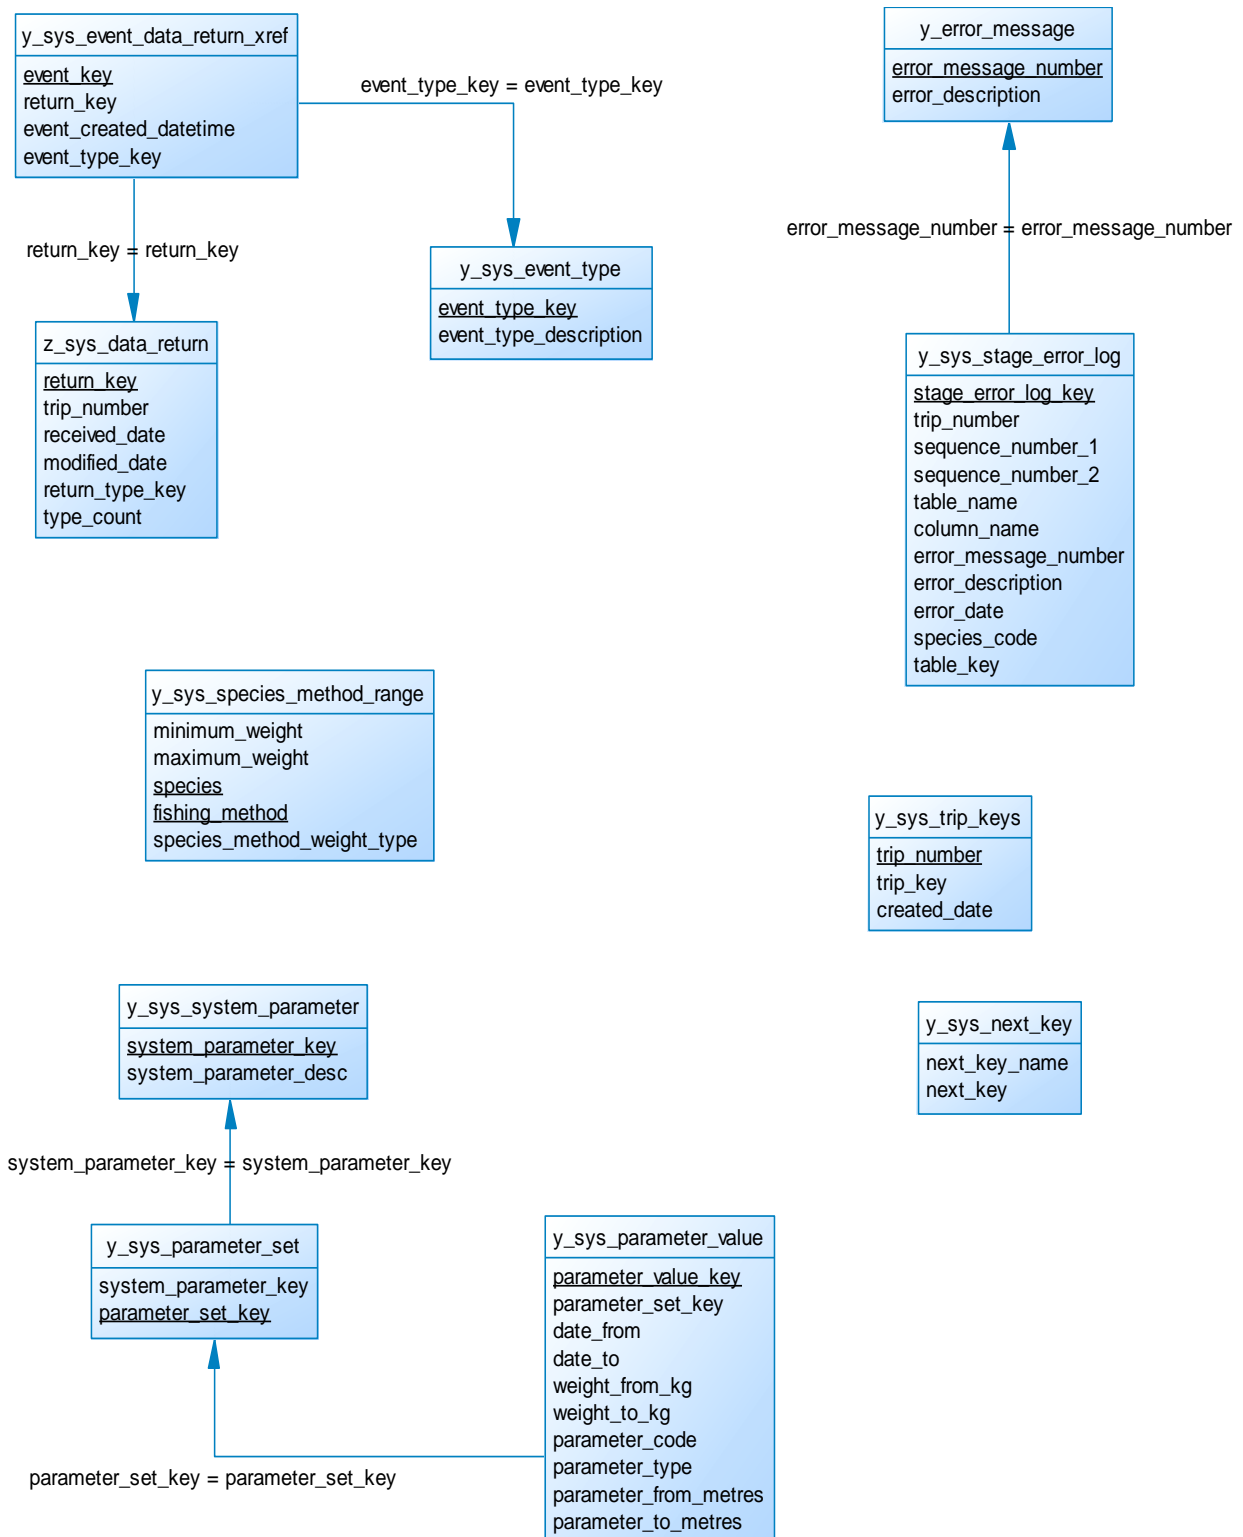 y_sys_event_data_return_xref
event_key
return_key
event_created_datetime
event_type_key
event_type_key = event_type_key
return_key = return_key
y_sys_event_type
event_type_key
event_type_description
z_sys_data_return
return_key
trip_number
received_date
modified_date
return_type_key
type_count
y_error_message
error_message_number
error_description
error_message_number = error_message_number
y_sys_stage_error_log
stage_error_log_key
trip_number
sequence_number_1
sequence_number_2
table_name
column_name
error_message_number
error_description
error_date
species_code
table_key
y_sys_species_method_range
minimum_weight
maximum_weight
species
fishing_method
species_method_weight_type
y_sys_trip_keys
trip_number
trip_key
created_date
y_sys_system_parameter
system_parameter_key
system_parameter_desc
y_sys_next_key
next_key_name
next_key
system_parameter_key = system_parameter_key
y_sys_parameter_set
system_parameter_key
parameter_set_key
parameter_set_key = parameter_set_key
y_sys_parameter_value
parameter_value_key
parameter_set_key
date_from
date_to
weight_from_kg
weight_to_kg
parameter_code
parameter_type
parameter_from_metres
parameter_to_metres